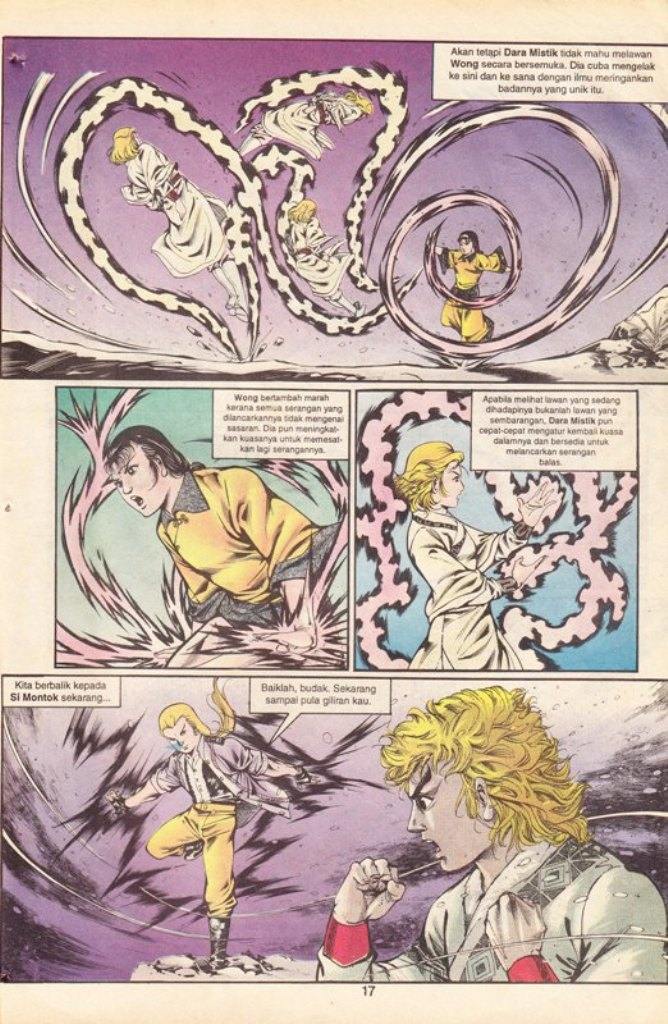 Akan tetapi Dara Mistik tidak mahu melawan
Wong secara bersemuka. Dia cuba mengelak
ke sini dan ke sana dengan ilmu meringankan
badannya yang unik itu.
Wong bertambah marah
kerana semua serangan yang
dilancarkannya tidak mengenai
sasaran. Dia pun meningkat-
kan kuasanya untuk memesat-
kan lagi serangannya.
Apabila melihat lawan yang sedang
dihadapinya bukanlah lawan yang
sembarangan, Dara Mistik pun
cepat-cepat mengatur kembali kuasa
dalamnya dan bersedia untuk
melancarkan serangan
balas.
Kita berbalik kepada
Si Montok sekarang...
Baiklah, budak. Sekarang
sampai pula giliran kau.
17